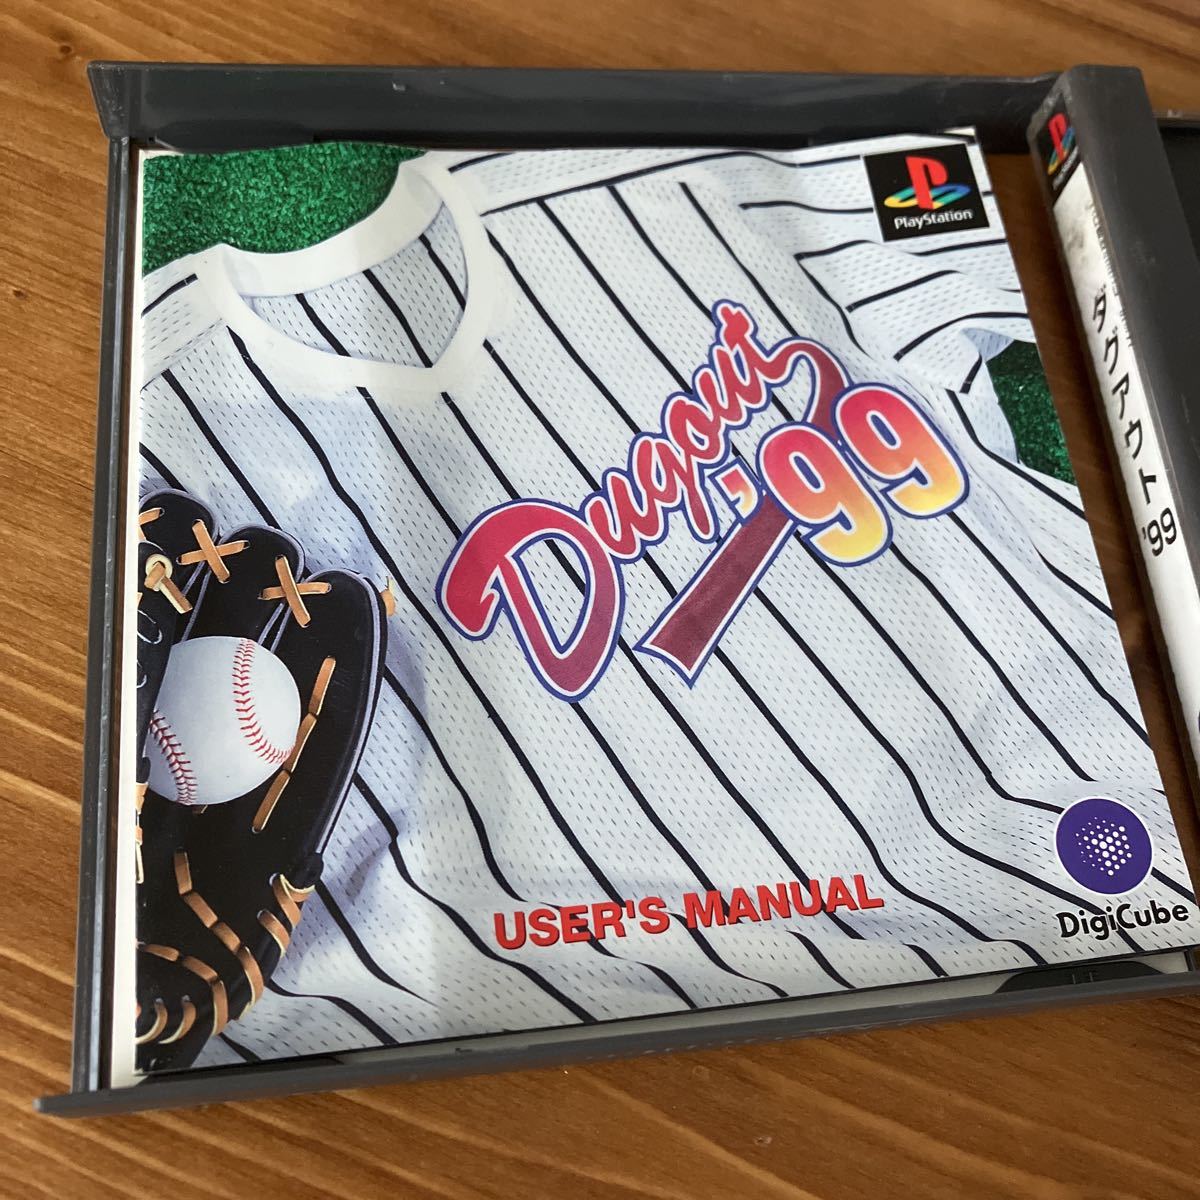 PlayStation
Dugout
'99
USER'S MANUAL
DigiCube
ダグアウト'99